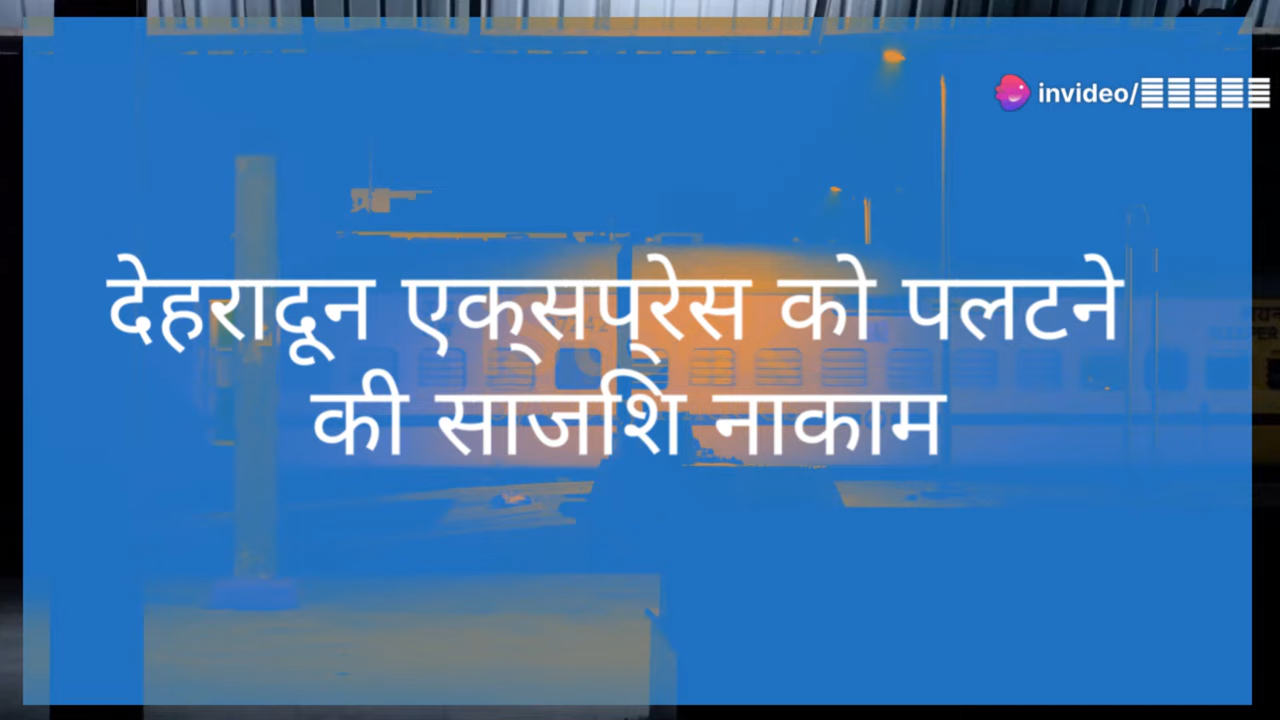 invideo/
देहरादून एक्सप्रेस को पलटने
की साजिश नाकाम